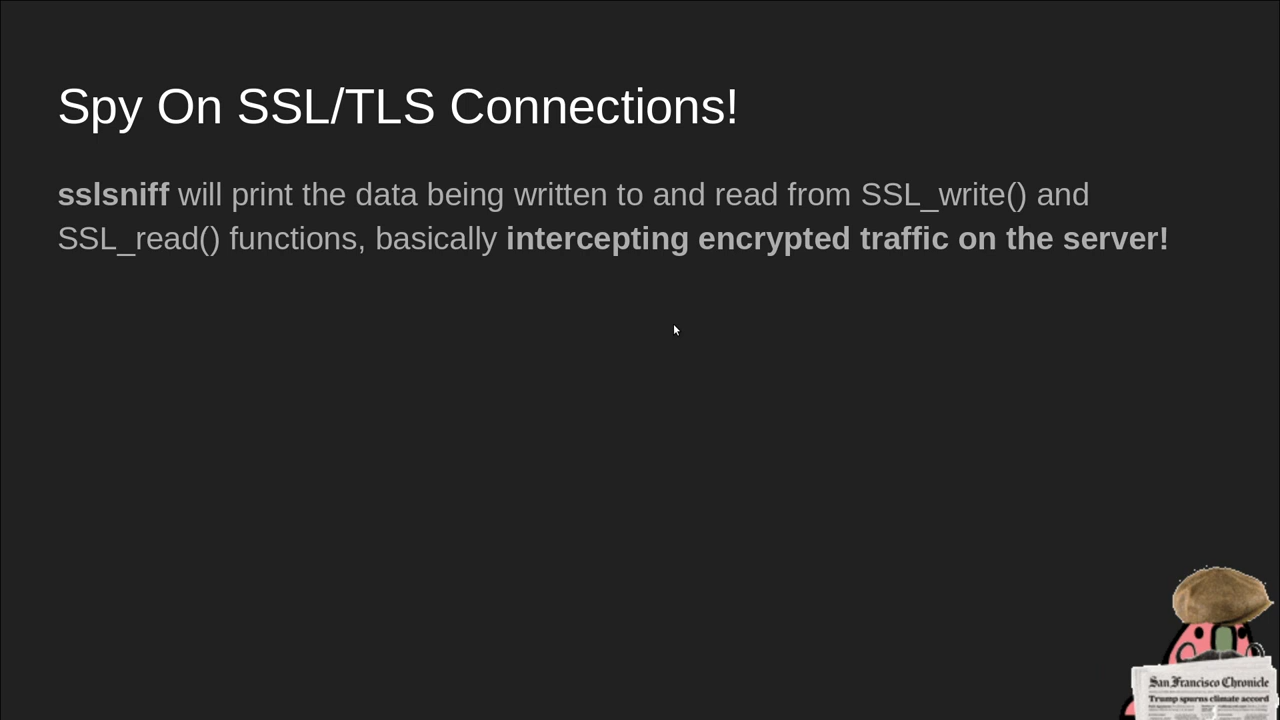 Spy On SSL/TLS Connections!
sslsniff will print the data being written to and read from SSL_write() and
SSL_read() functions, basically intercepting encrypted traffic on the server!
San Francisco Chronicle
Trump spurns climate accord